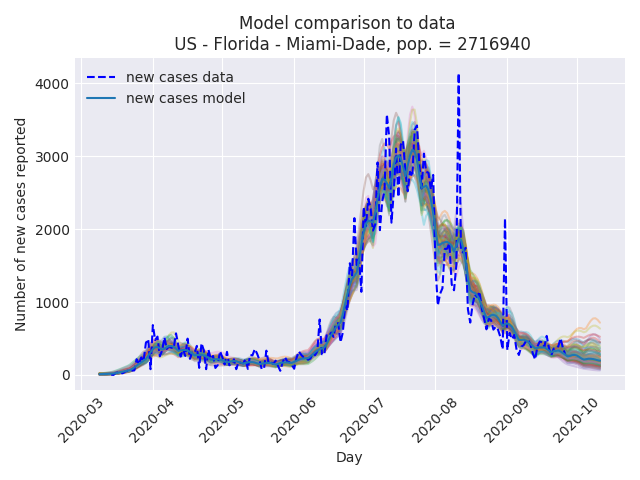 Model comparison to data
US - Florida - Miami-Dade, pop. = 2716940
new cases data
new cases model
Number of new cases reported
4000
3000
2000
1000
0
2020-03
2020-04
2020-05
2020-06
2020-07
2020-08
2020-09
2020-10
Day